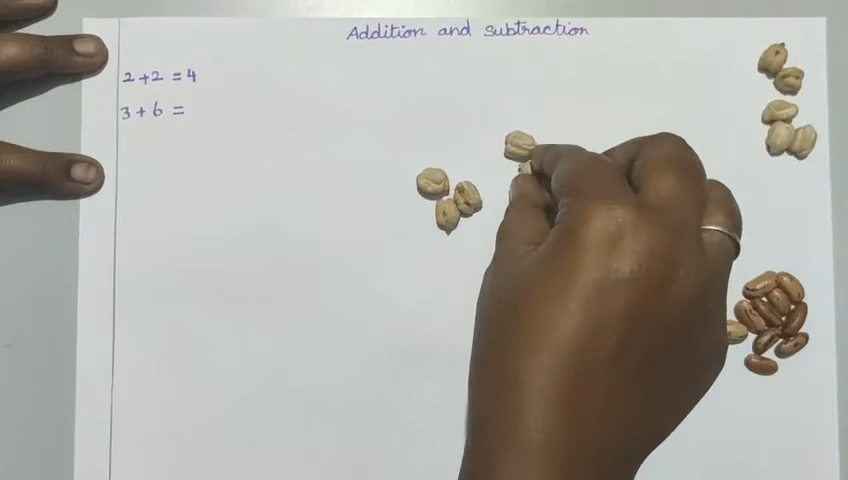 Addition and subtraction
2+2 = 4
3+6 =